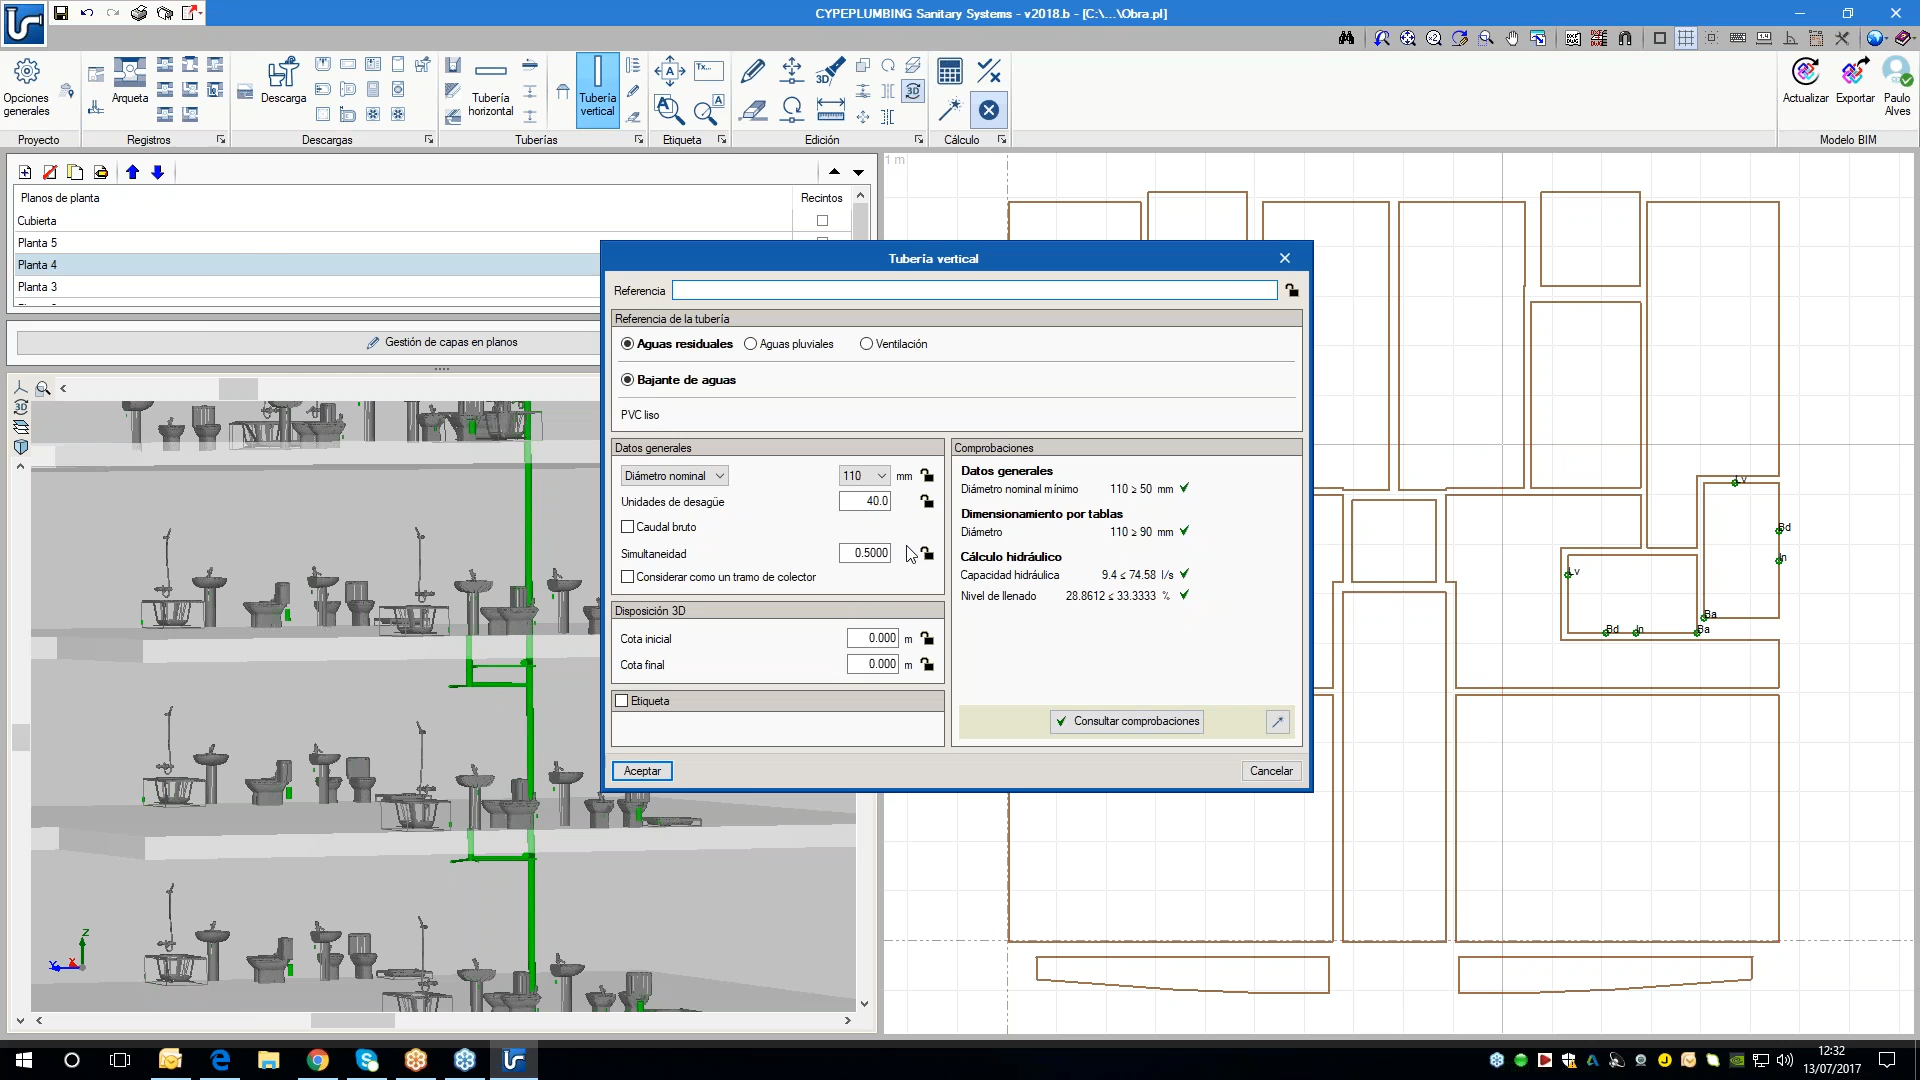 CYPEPLUMBING Sanitary Systems - v2018.b - [C:\...\Obra.pl]
Opciones generales
Arqueta
Descarga
Tubería horizontal
Tubería vertical
Tx...
3D
Actualizar
Exportar
Paulo Alves
Proyecto
Registros
Descargas
Tuberías
Etiqueta
Edición
Cálculo
Modelo BIM
1 m
Planos de planta
Recintos
Cubierta
Planta 5
Planta 4
Planta 3
Gestión de capas en planos
Tubería vertical
Referencia
Referencia de la tubería
Aguas residuales
Aguas pluviales
Ventilación
Bajante de aguas
PVC liso
Datos generales
Diámetro nominal
110
mm
Unidades de desagüe
40.0
Caudal bruto
Simultaneidad
0.5000
Considerar como un tramo de colector
Disposición 3D
Cota inicial
0.000
m
Cota final
0.000
m
Etiqueta
Comprobaciones
Datos generales
Diámetro nominal mínimo 110 ≥ 50 mm
Dimensionamiento por tablas
Diámetro 110 ≥ 90 mm
Cálculo hidráulico
Capacidad hidráulica 9.4 ≤ 74.58 l/s
Nivel de llenado 28.8612 ≤ 33.3333 %
Consultar comprobaciones
Aceptar
Cancelar
Lv
Bd
In
Lv
Ba
Bd
In
Ba
Z
Y
X
12:32
13/07/2017